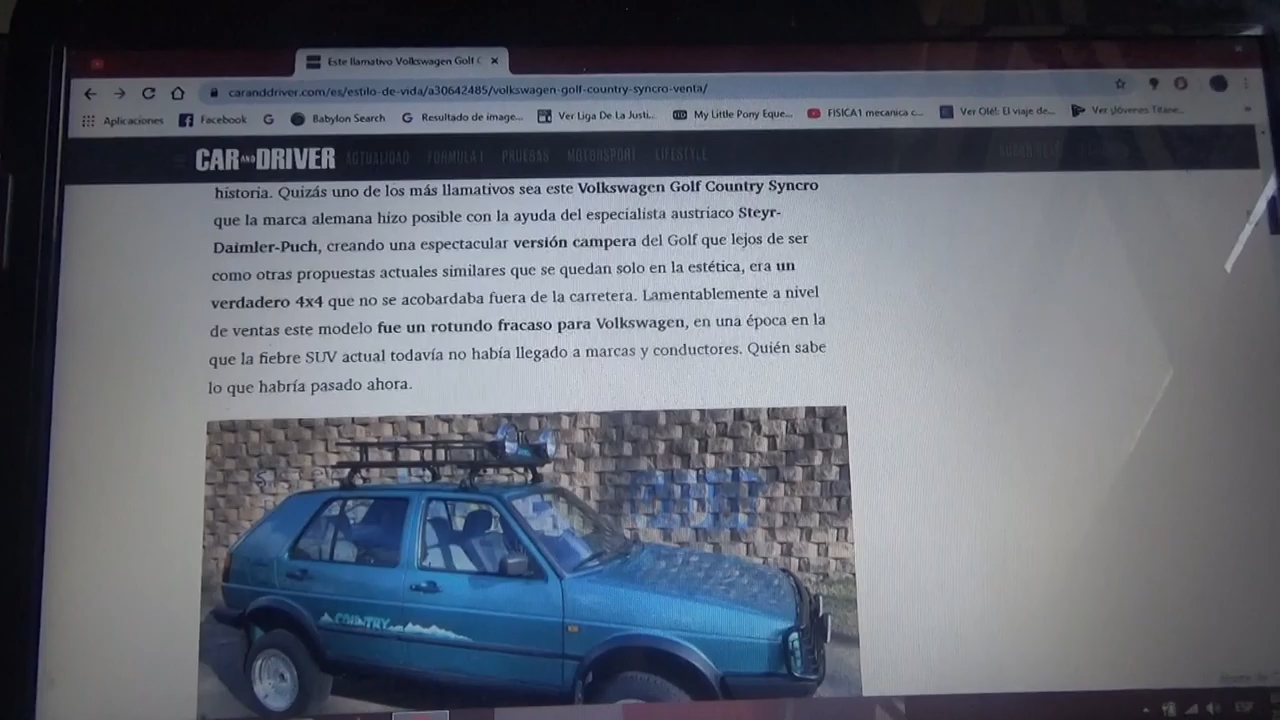 Este llamativo Volkswagen Golf C
caranddriver.com/es/estilo-de-vida/a30642485/volkswagen-golf-country-syncro-venta/
Aplicaciones Facebook Babylon Search Resultado de image... Ver Liga De La Justi... My Little Pony Eque... FISICA1 mecanica c... Ver Olé! El viaje de... Ver Jóvenes Titane...
CAR AND DRIVER ACTUALIDAD FORMULA 1 PRUEBAS MOTORSPORT LIFESTYLE
historia. Quizás uno de los más llamativos sea este Volkswagen Golf Country Syncro
que la marca alemana hizo posible con la ayuda del especialista austriaco Steyr-
Daimler-Puch, creando una espectacular versión campera del Golf que lejos de ser
como otras propuestas actuales similares que se quedan solo en la estética, era un
verdadero 4x4 que no se acobardaba fuera de la carretera. Lamentablemente a nivel
de ventas este modelo fue un rotundo fracaso para Volkswagen, en una época en la
que la fiebre SUV actual todavía no había llegado a marcas y conductores. Quién sabe
lo que habría pasado ahora.
COUNTRY